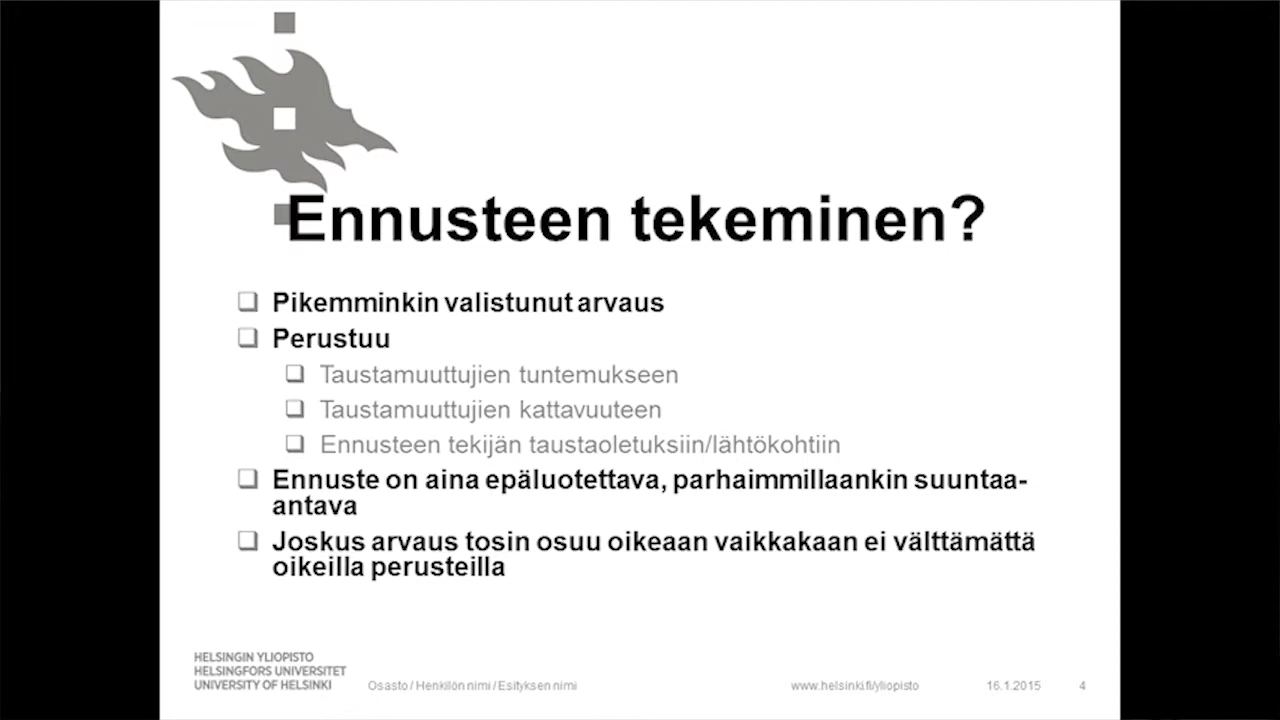 Ennusteen tekeminen?
Pikemminkin valistunut arvaus
Perustuu
Taustamuuttujien tuntemukseen
Taustamuuttujien kattavuuteen
Ennusteen tekijän taustaoletuksiin/lähtökohtiin
Ennuste on aina epäluotettava, parhaimmillaankin suuntaa-
antava
Joskus arvaus tosin osuu oikeaan vaikkakaan ei välttämättä
oikeilla perusteilla
HELSINGIN YLIOPISTO
HELSINGFORS UNIVERSITET
UNIVERSITY OF HELSINKI
Osasto / Henkilön nimi / Esityksen nimi
www.helsinki.fi/yliopisto
16.1.2015
4